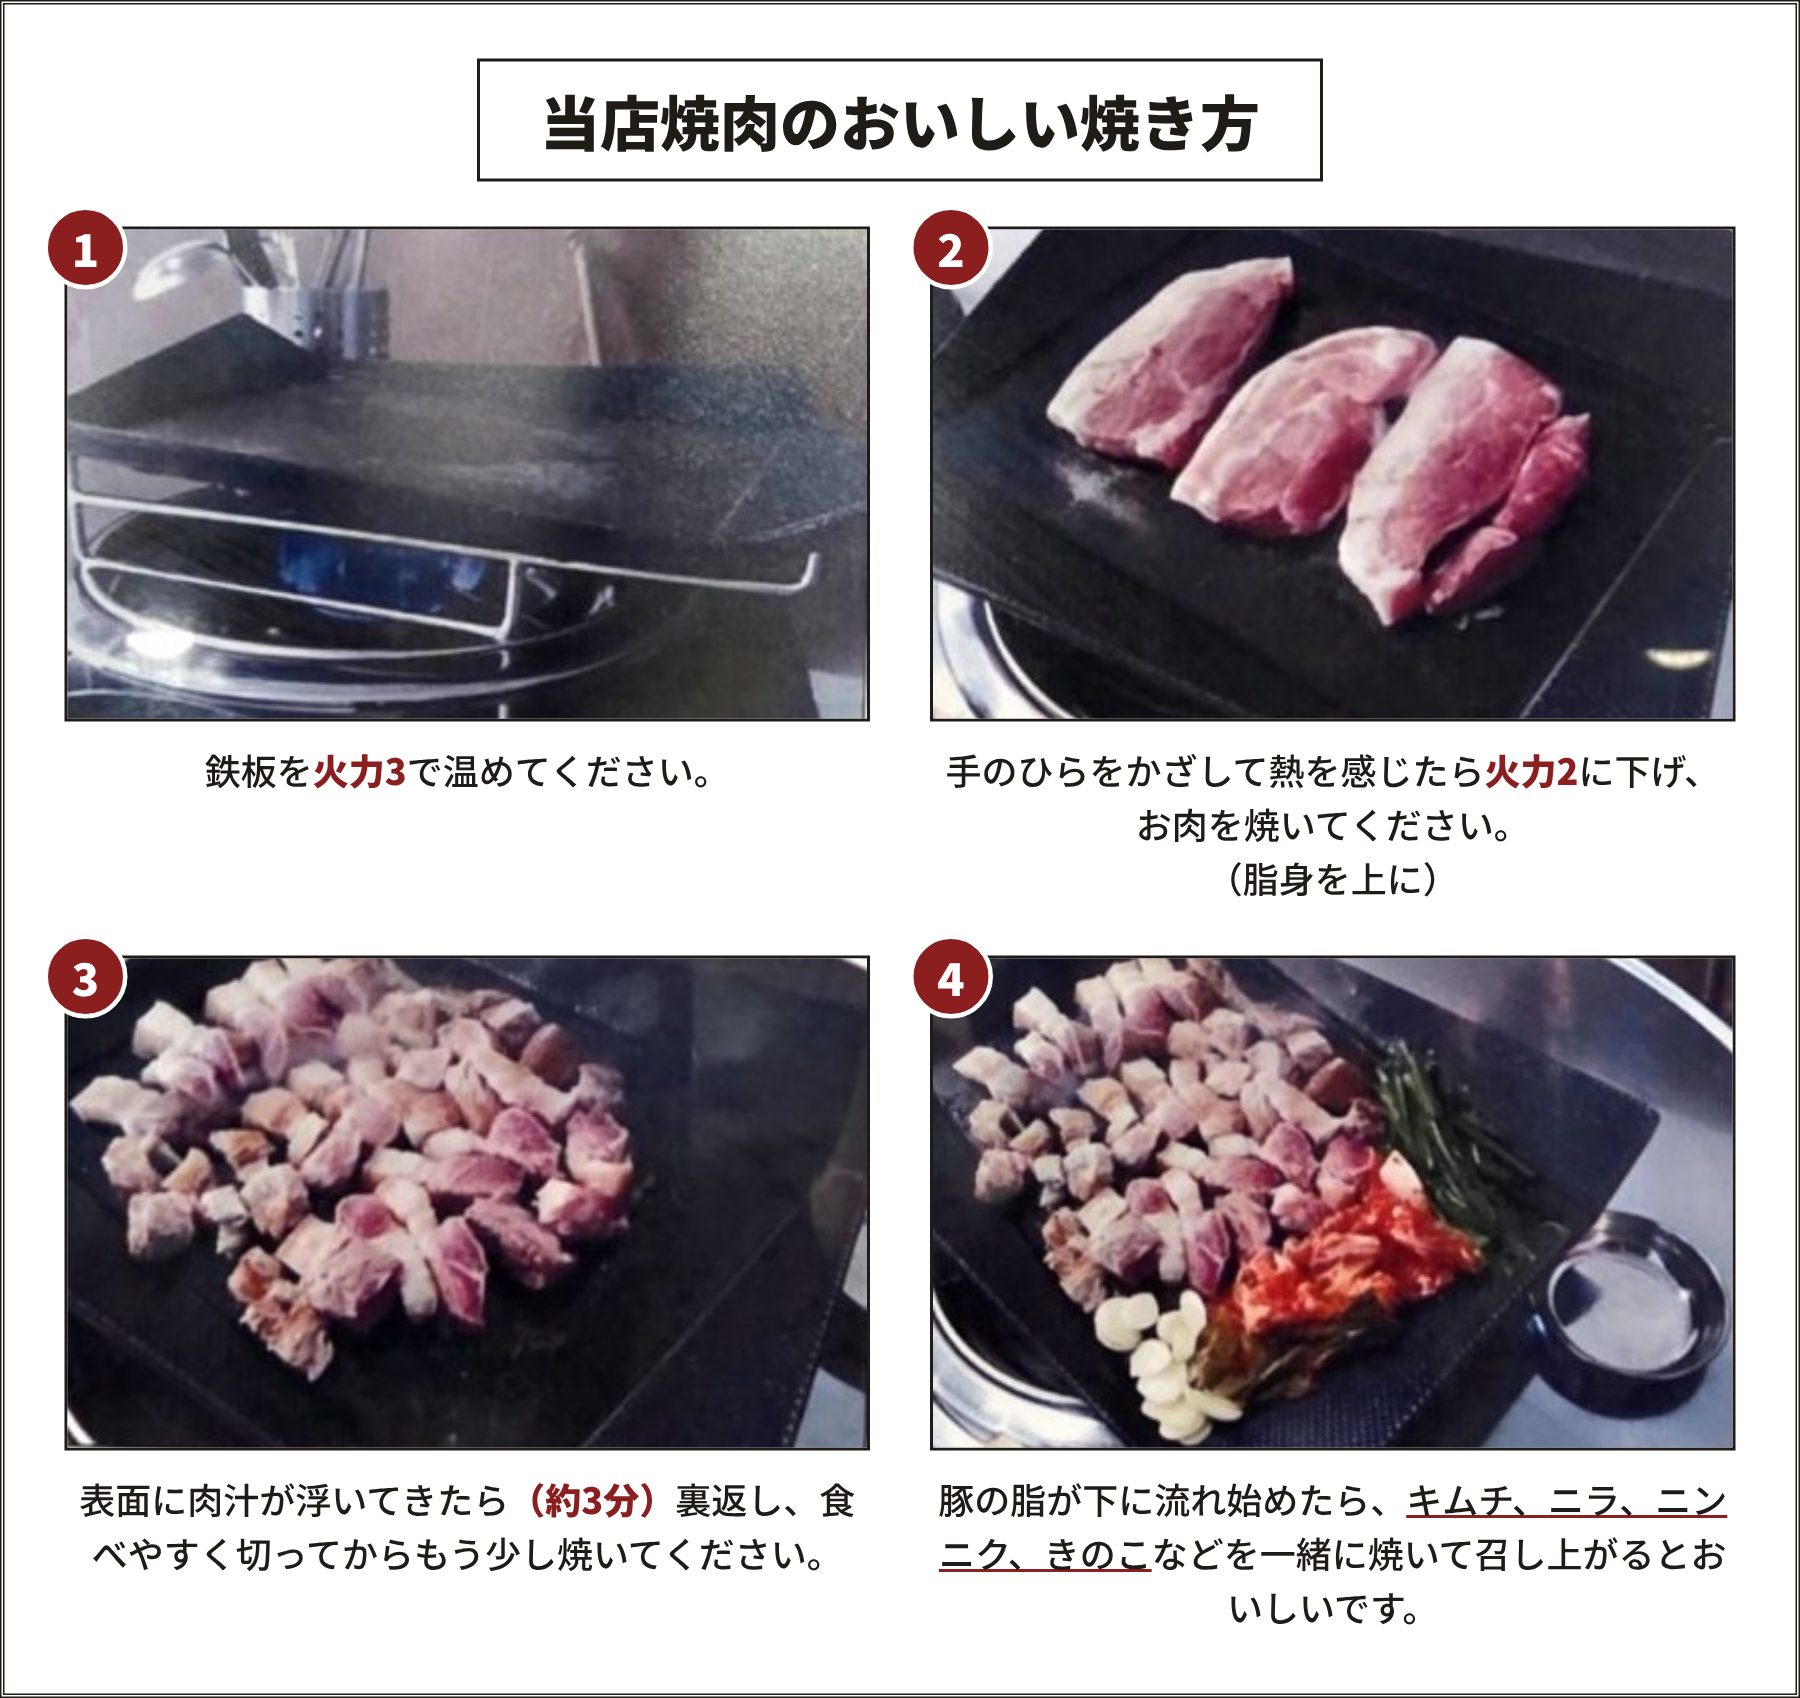 当店焼肉のおいしい焼き方
1
鉄板を火力3で温めてください。
2
手のひらをかざして熱を感じたら火力2に下げ、
お肉を焼いてください。
（脂身を上に）
3
表面に肉汁が浮いてきたら（約3分）裏返し、食
べやすく切ってからもう少し焼いてください。
4
豚の脂が下に流れ始めたら、キムチ、ニラ、ニン
ニク、きのこなどを一緒に焼いて召し上がるとお
いしいです。